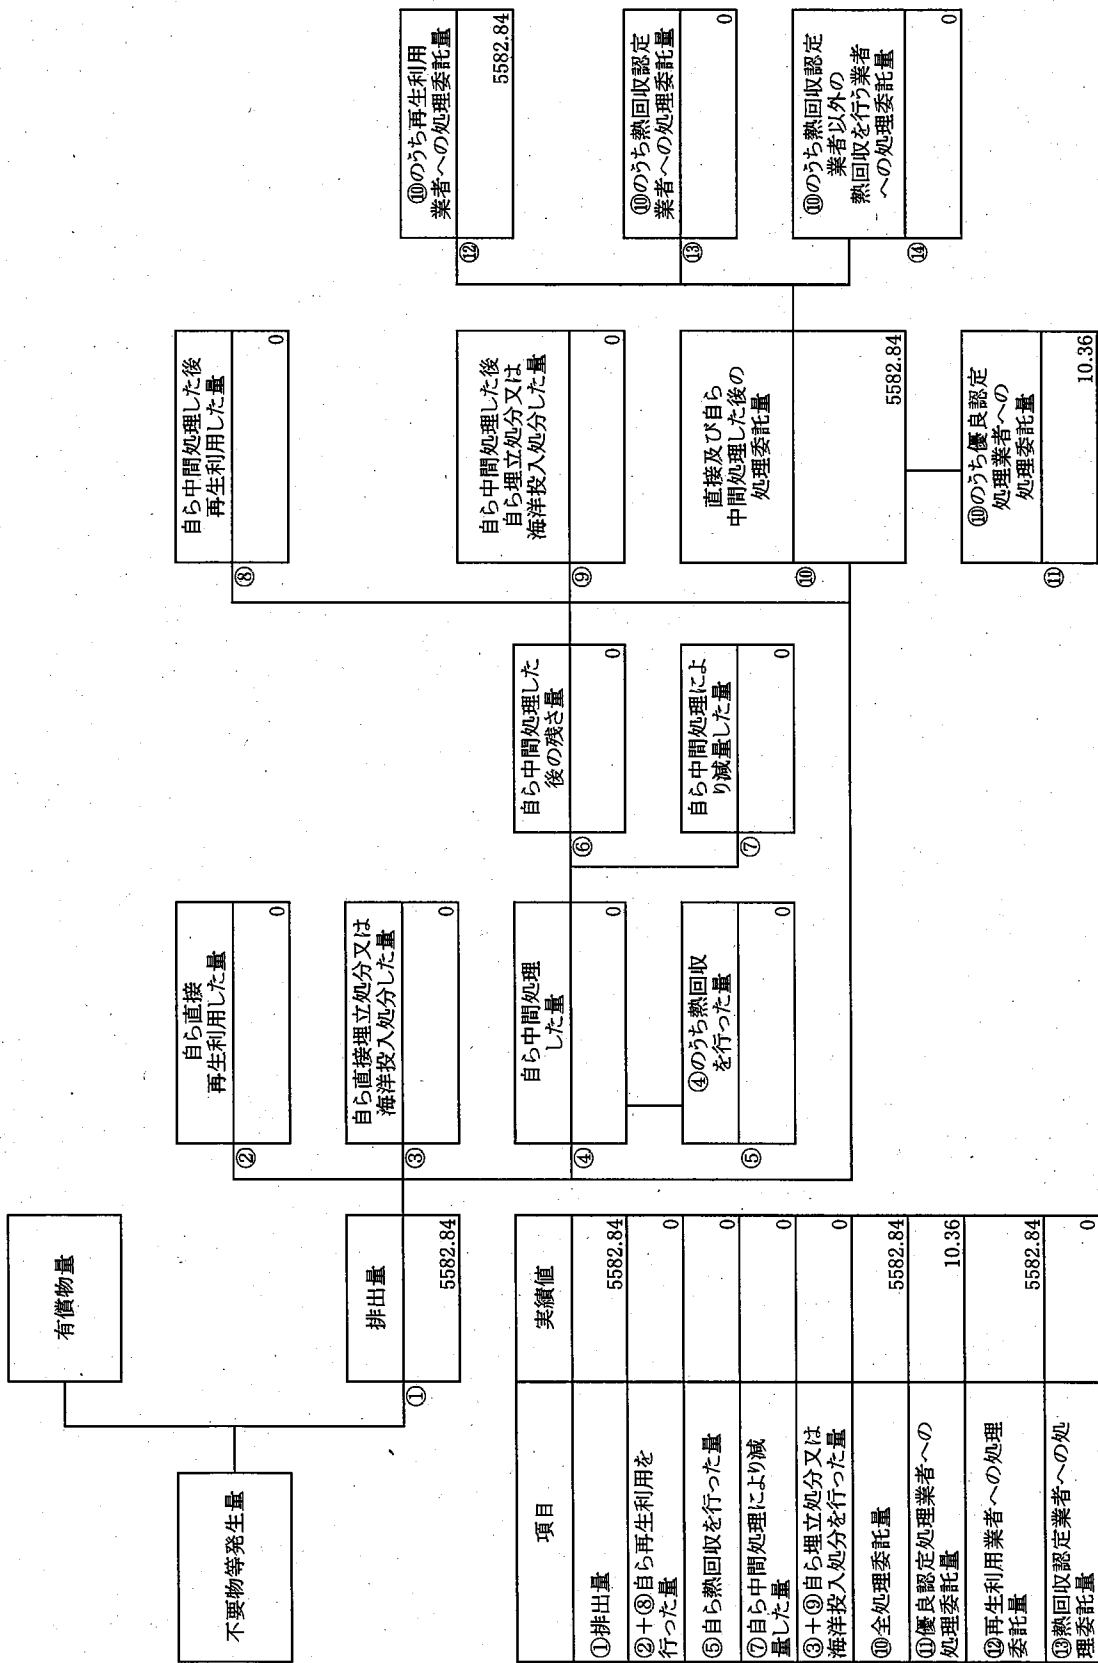 不要物等発生量
有償物量
排出量
①
5582.84
自ら直接
再生利用した量
②
0
自ら直接埋立処分又は
海洋投入処分した量
③
0
自ら中間処理
した量
④
0
④のうち熱回収
を行った量
⑤
0
自ら中間処理した
後の残さ量
⑥
0
自ら中間処理によ
り減量した量
⑦
0
自ら中間処理した後
再生利用した量
⑧
0
自ら中間処理した後
自ら埋立処分又は
海洋投入処分した量
⑨
0
直接及び自ら
中間処理した後の
処理委託量
⑩
5582.84
⑩のうち優良認定
処理業者への
処理委託量
⑪
10.36
⑩のうち再生利用
業者への処理委託量
⑫
5582.84
⑩のうち熱回収認定
業者への処理委託量
⑬
0
⑩のうち熱回収認定
業者以外の
熱回収を行う業者
への処理委託量
⑭
0
項目 実績値
①排出量 5582.84
②+⑧自ら再生利用を
行った量 0
⑤自ら熱回収を行った量 0
⑦自ら中間処理により減
量した量 0
③+⑨自ら埋立処分又は
海洋投入処分を行った量 0
⑩全処理委託量 5582.84
⑪優良認定処理業者への
処理委託量 10.36
⑫再生利用業者への処理
委託量 5582.84
⑬熱回収認定業者への処
理委託量 0